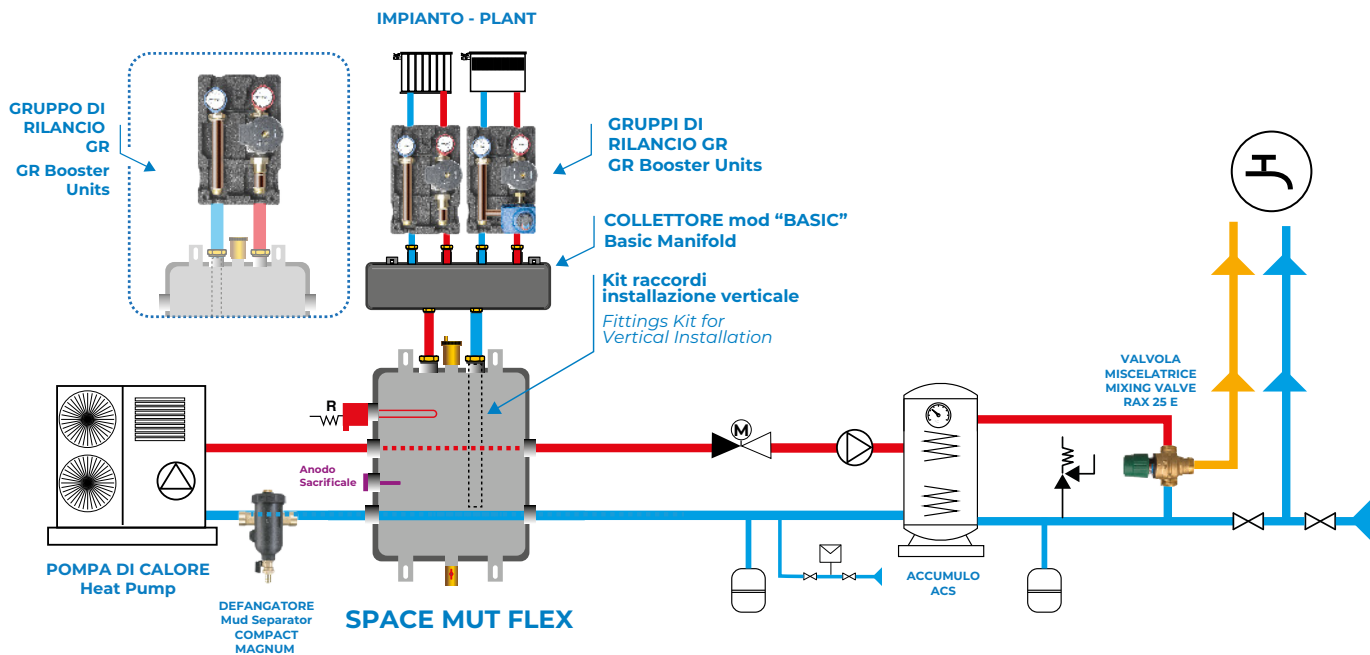 IMPIANTO - PLANT
GRUPPO DI
RILANCIO
GR
GR Booster
Units
GRUPPI DI
RILANCIO GR
GR Booster Units
COLLETTORE mod “BASIC”
Basic Manifold
Kit raccordi
installazione verticale
Fittings Kit for
Vertical Installation
VALVOLA
MISCELATRICE
MIXING VALVE
RAX 25 E
R
M
Anodo
Sacrificale
POMPA DI CALORE
Heat Pump
DEFANGATORE
Mud Separator
COMPACT
MAGNUM
SPACE MUT FLEX
ACCUMULO
ACS